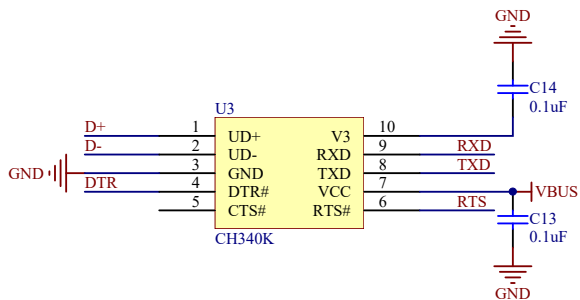 GND
C14
0.1uF
U3
D+ 1 UD+ V3 10
D- 2 UD- RXD 9 RXD
GND 3 GND TXD 8 TXD
DTR 4 DTR# VCC 7 VBUS
5 CTS# RTS# 6 RTS
CH340K
C13
0.1uF
GND